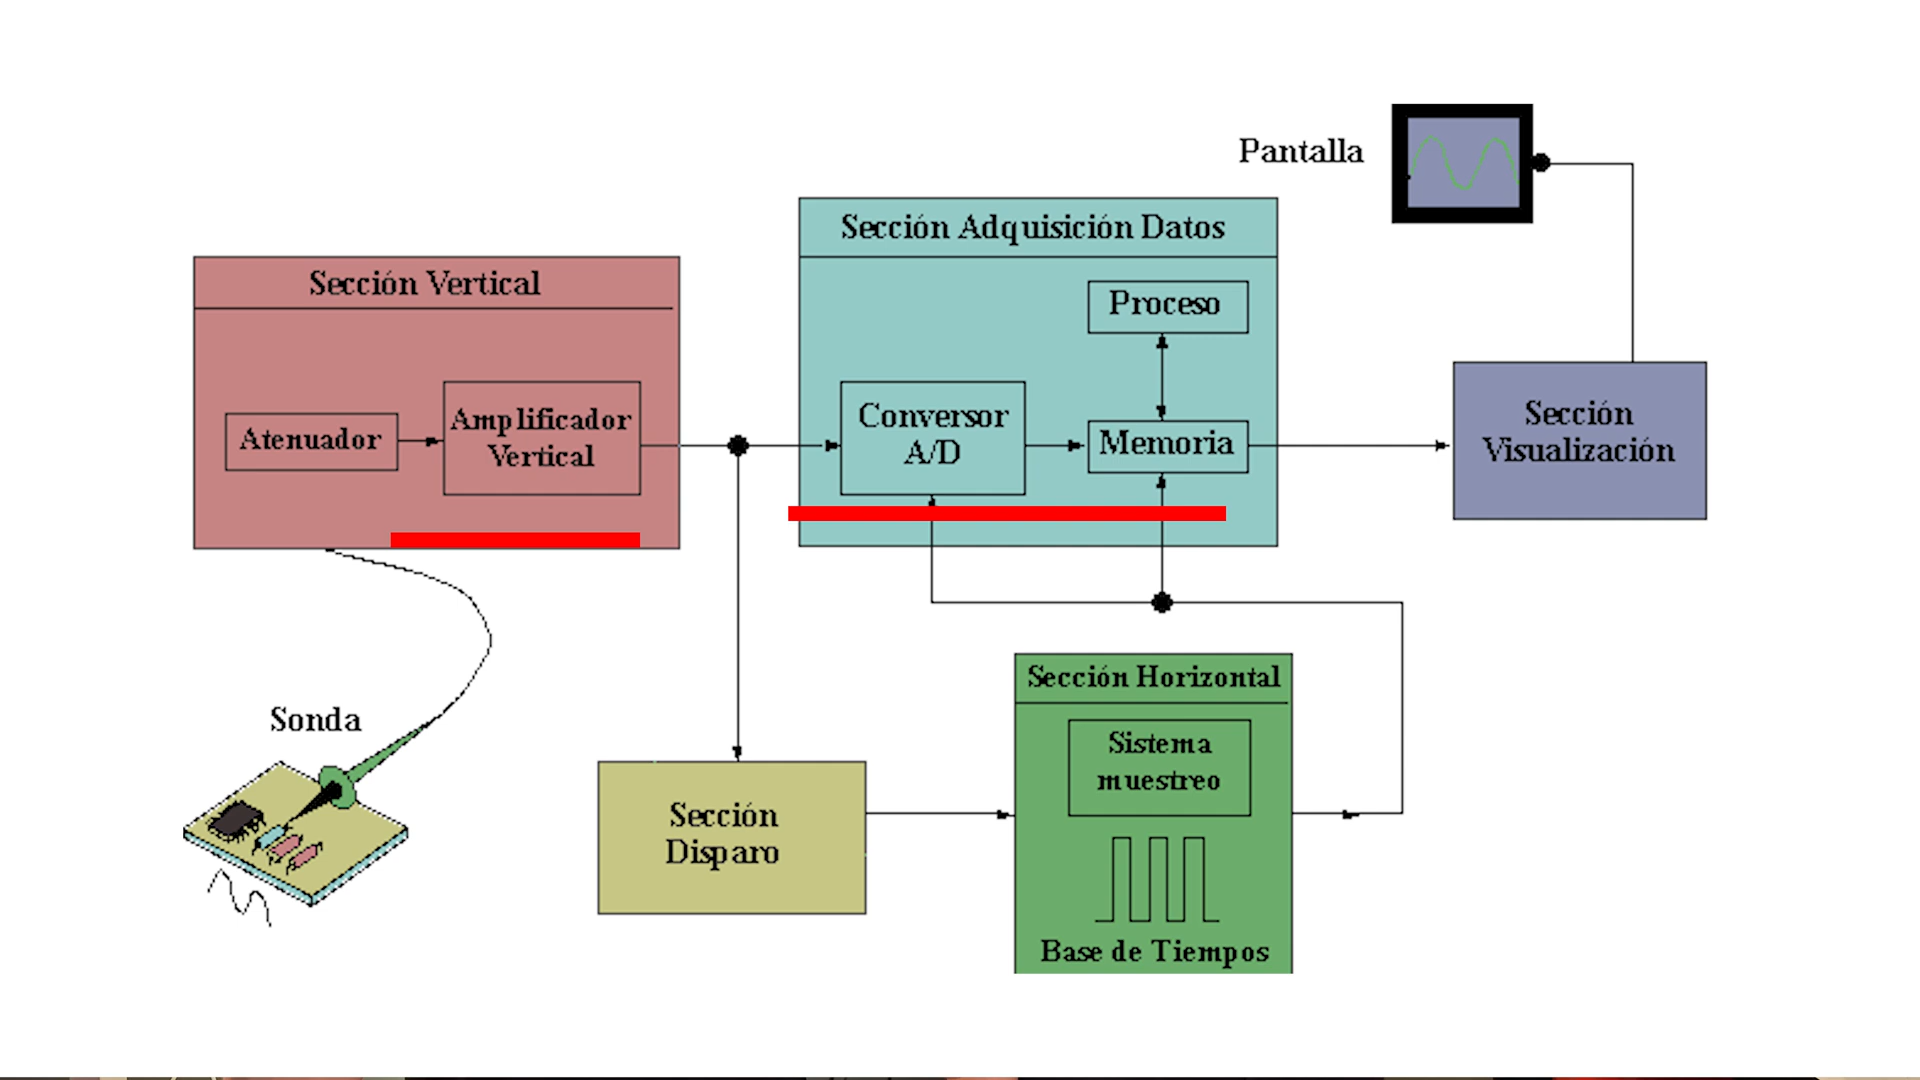 Pantalla
Sección Adquisición Datos
Sección Vertical
Proceso
Atenuador
Amplificador
Vertical
Conversor
A/D
Memoria
Sección
Visualización
Sonda
Sección Horizontal
Sistema
muestreo
Sección
Disparo
Base de Tiempos